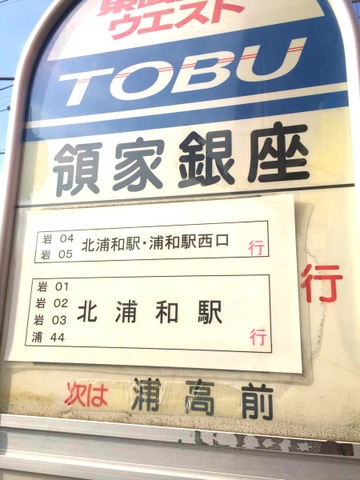 ウエスト
TOBU
領家銀座
岩 04 北浦和駅・浦和駅西口
岩 05 行
岩 01
岩 02
岩 03 北浦和駅
浦 44 行
行
次は 浦高前